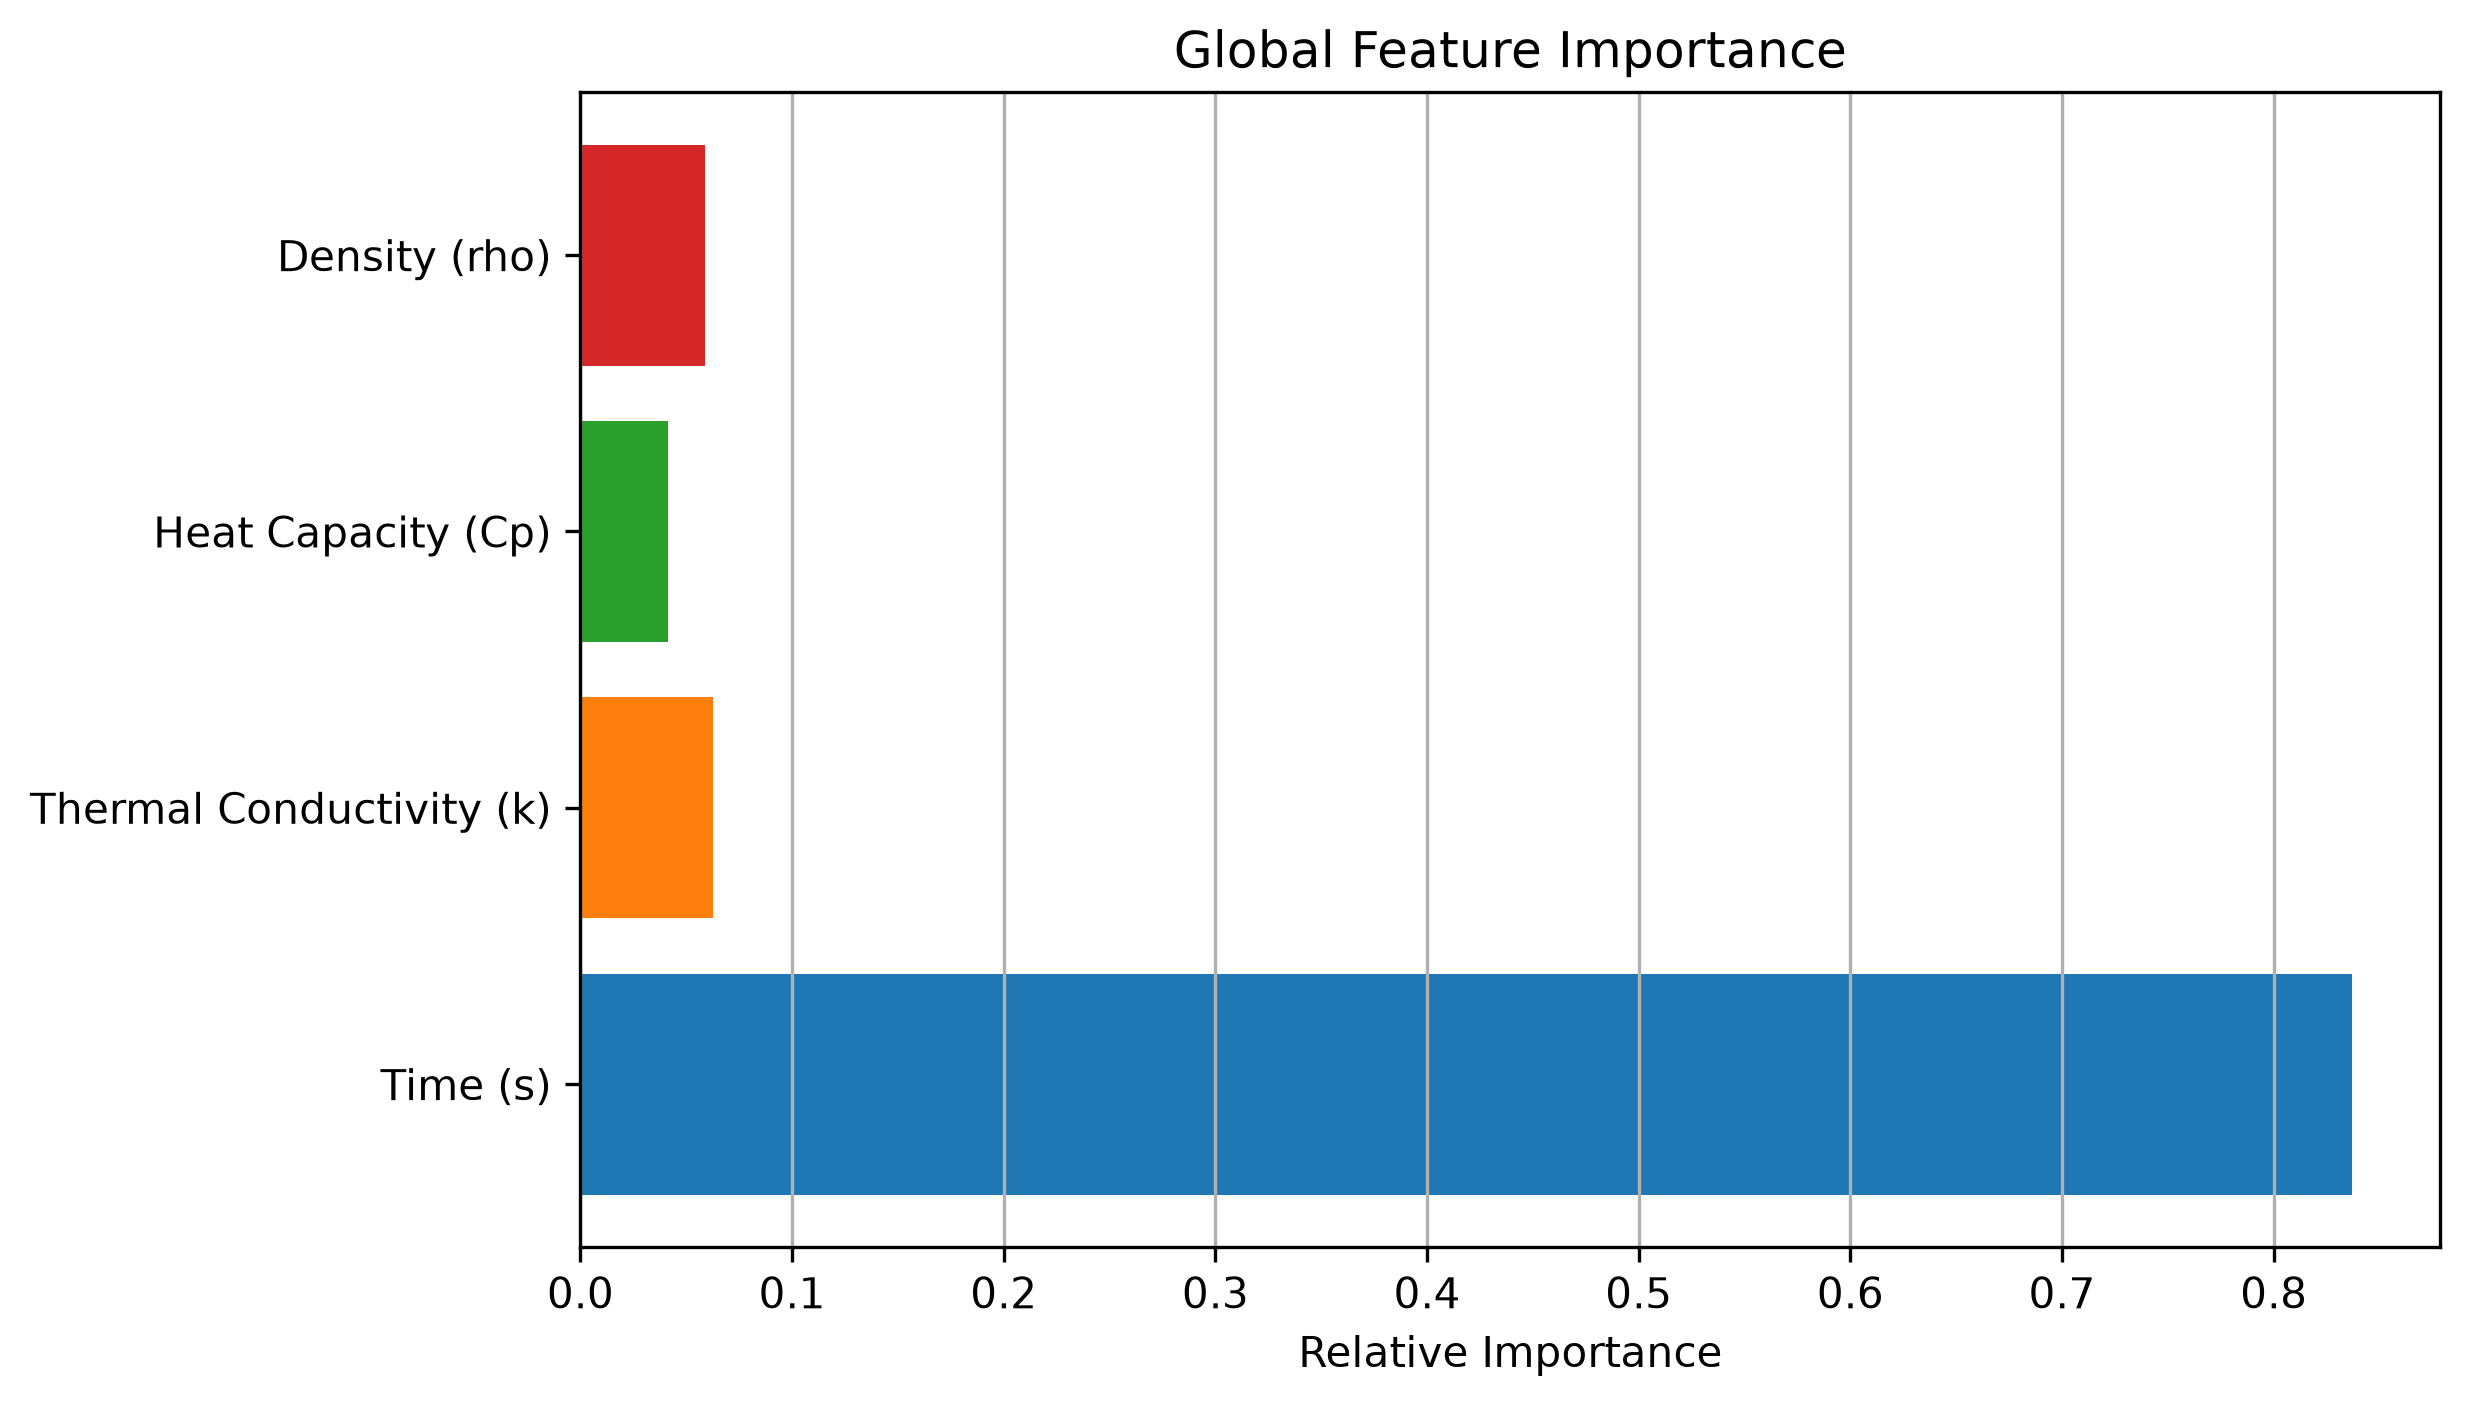 Global Feature Importance
Density (rho)
Heat Capacity (Cp)
Thermal Conductivity (k)
Time (s)
0.0 0.1 0.2 0.3 0.4 0.5 0.6 0.7 0.8
Relative Importance